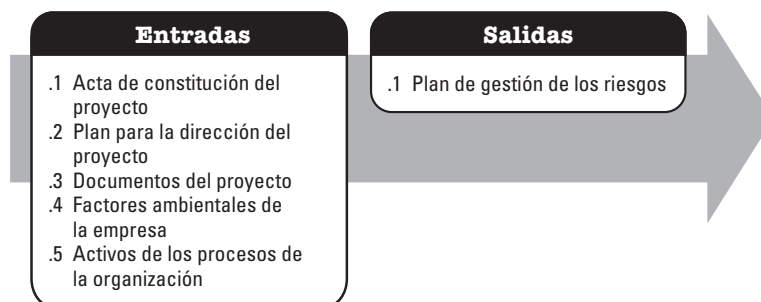 Entradas
.1 Acta de constitución del
proyecto
.2 Plan para la dirección del
proyecto
.3 Documentos del proyecto
.4 Factores ambientales de
la empresa
.5 Activos de los procesos de
la organización
Salidas
.1 Plan de gestión de los riesgos